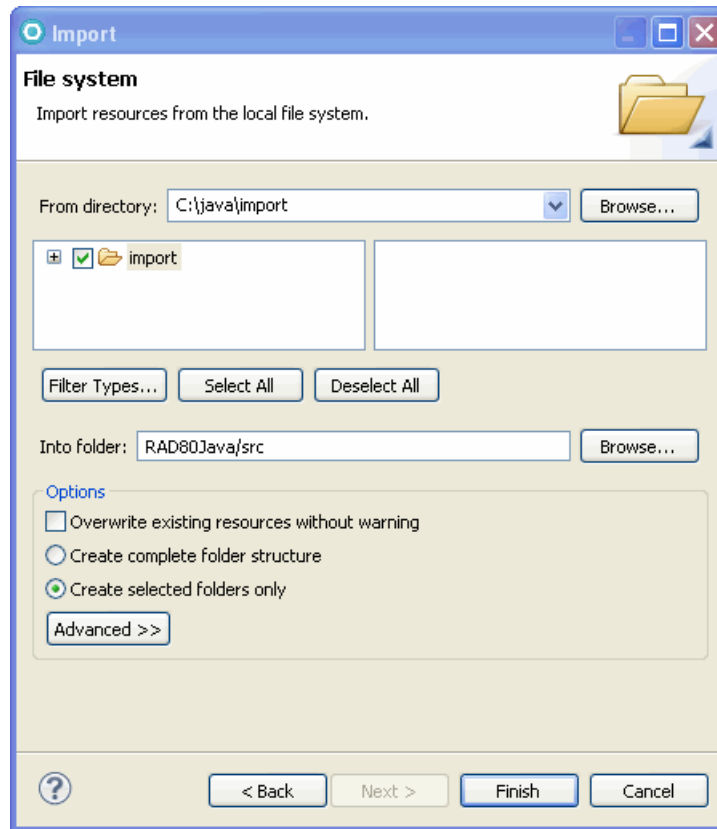 Import
File system
Import resources from the local file system.
From directory: C:\java\import Browse...
import
Filter Types... Select All Deselect All
Into folder: RAD80Java/src Browse...
Options
Overwrite existing resources without warning
Create complete folder structure
Create selected folders only
Advanced >>
? < Back Next > Finish Cancel